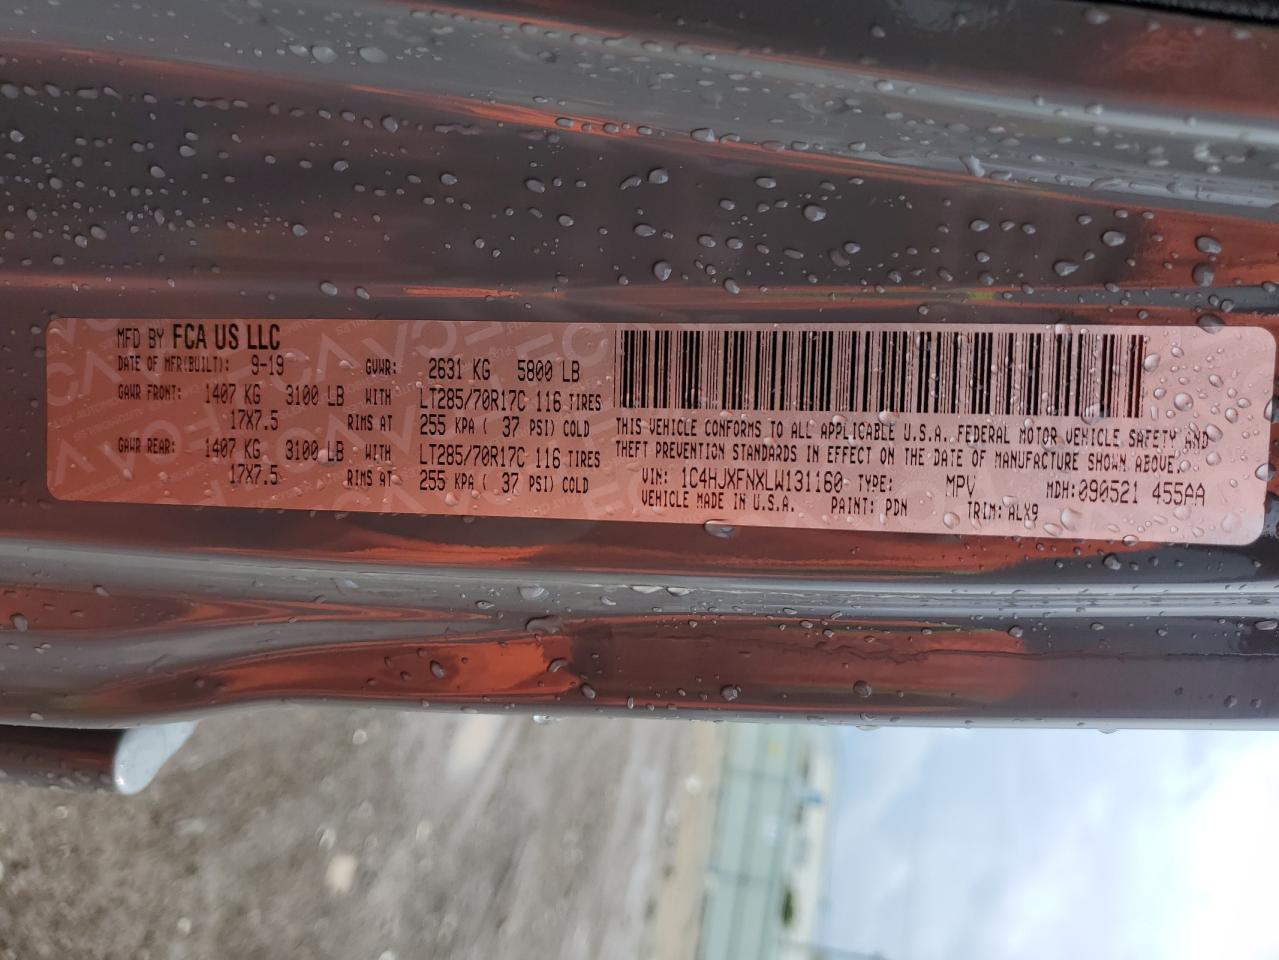 MFD BY FCA US LLC
DATE OF MFR(BUILT): 9-19 GVWR: 2631 KG 5800 LB
GAWR FRONT: 1407 KG 3100 LB WITH LT285/70R17C 116 TIRES
17X7.5 RIMS AT 255 KPA ( 37 PSI) COLD
GAWR REAR: 1407 KG 3100 LB WITH LT285/70R17C 116 TIRES
17X7.5 RIMS AT 255 KPA ( 37 PSI) COLD
THIS VEHICLE CONFORMS TO ALL APPLICABLE U.S.A. FEDERAL MOTOR VEHICLE SAFETY AND
THEFT PREVENTION STANDARDS IN EFFECT ON THE DATE OF MANUFACTURE SHOWN ABOVE.
VIN: 1C4HJXFNXLW131160 TYPE: MPV MDH:090521 455AA
VEHICLE MADE IN U.S.A. PAINT: PDN TRIM: ALX9